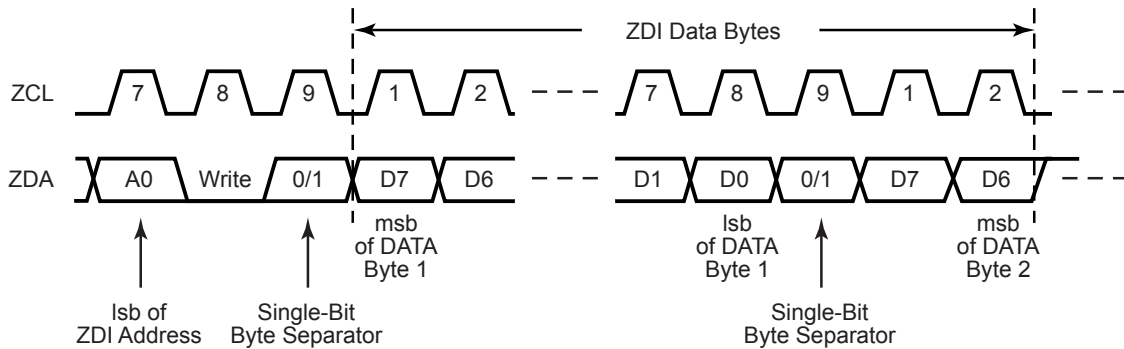 ZDI Data Bytes
ZCL 7 8 9 1 2 7 8 9 1 2
ZDA A0 Write 0/1 D7 D6 D1 D0 0/1 D7 D6
msb
of DATA
Byte 1
lsb
of DATA
Byte 1
msb
of DATA
Byte 2
lsb of
ZDI Address
Single-Bit
Byte Separator
Single-Bit
Byte Separator